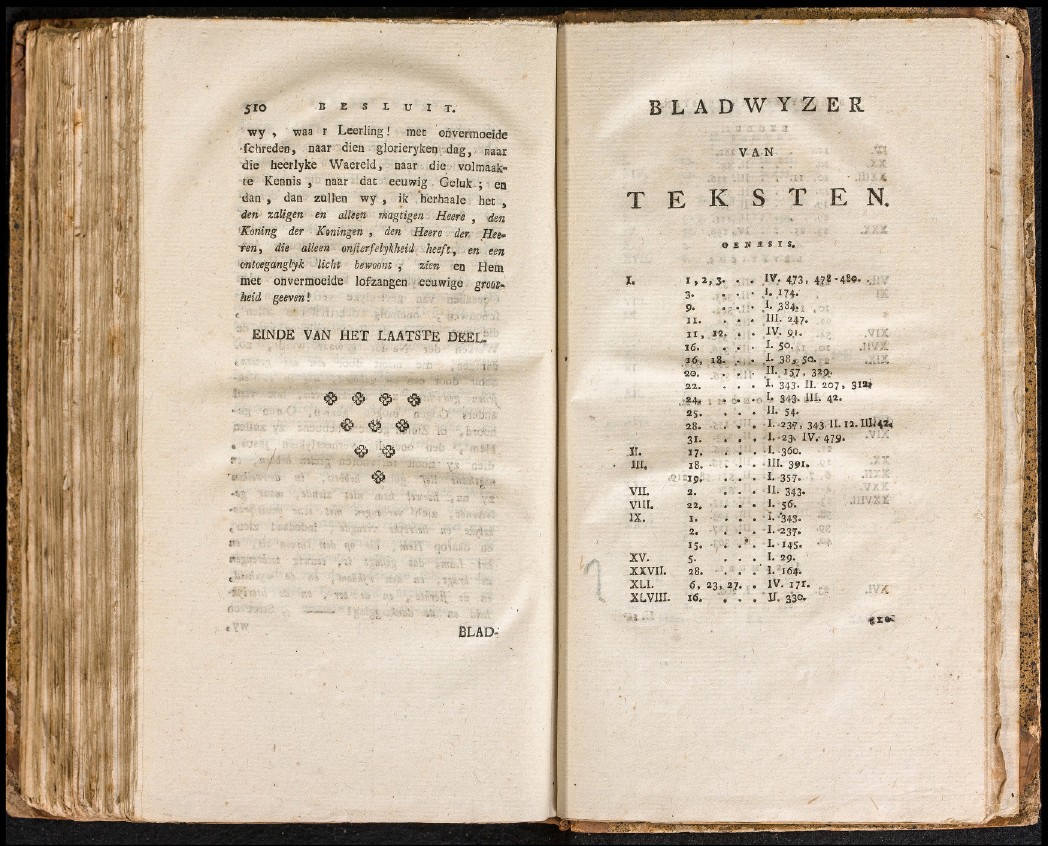 510 BESLUIT.
wy, waa r Leerling! met onvermoeide
schreden, naar dien glorieryken dag, naar
die heerlyke Waereld, naar die volmaak-
te Kennis, naar dat eeuwig Geluk; en
dan, dan zullen wy, ik herhaale het,
den zaligen en alleen magtigen Heere, den
Koning der Koningen, den Heere der Hee-
ren, die alleen onsterfelykheid heeft, en een
ontoeganglyk licht bewoont, zien en Hem
met onvermoeide lofzangen eeuwige groot-
heid geeven!
EINDE VAN HET LAATSTE DEEL.
BLAD-
BLADWYZER
VAN
TEKSTEN.
GENESIS.
I. 1, 2, 3. . . IV. 473, 478-480.
3. . . . I. 174.
9. . . . I. 384.
11. . . . III. 247.
11, 12. . . IV. 91.
16. . . . I. 50.
16, 18. . . I. 38, 50.
20. . . . II. 157, 329.
22. . . . I. 343. II. 207, 312.
24. . . . I. 343. III. 42.
25. . . . II. 54.
28. . . . I. 237, 343. II. 12. III. 42.
31. . . . I. 23. IV. 479.
II. 17. . . . I. 360.
III. 18. . . . III. 391.
19. . . . I. 357.
VII. 2. . . . II. 343.
VIII. 22. . . . I. 56.
IX. 1. . . . I. 343.
2. . . . I. 237.
15. . . . I. 145.
XV. 5. . . . I. 29.
XXVII. 28. . . . I. 164.
XLI. 6, 23, 27. . IV. 171.
XLVIII. 16. . . . II. 330.